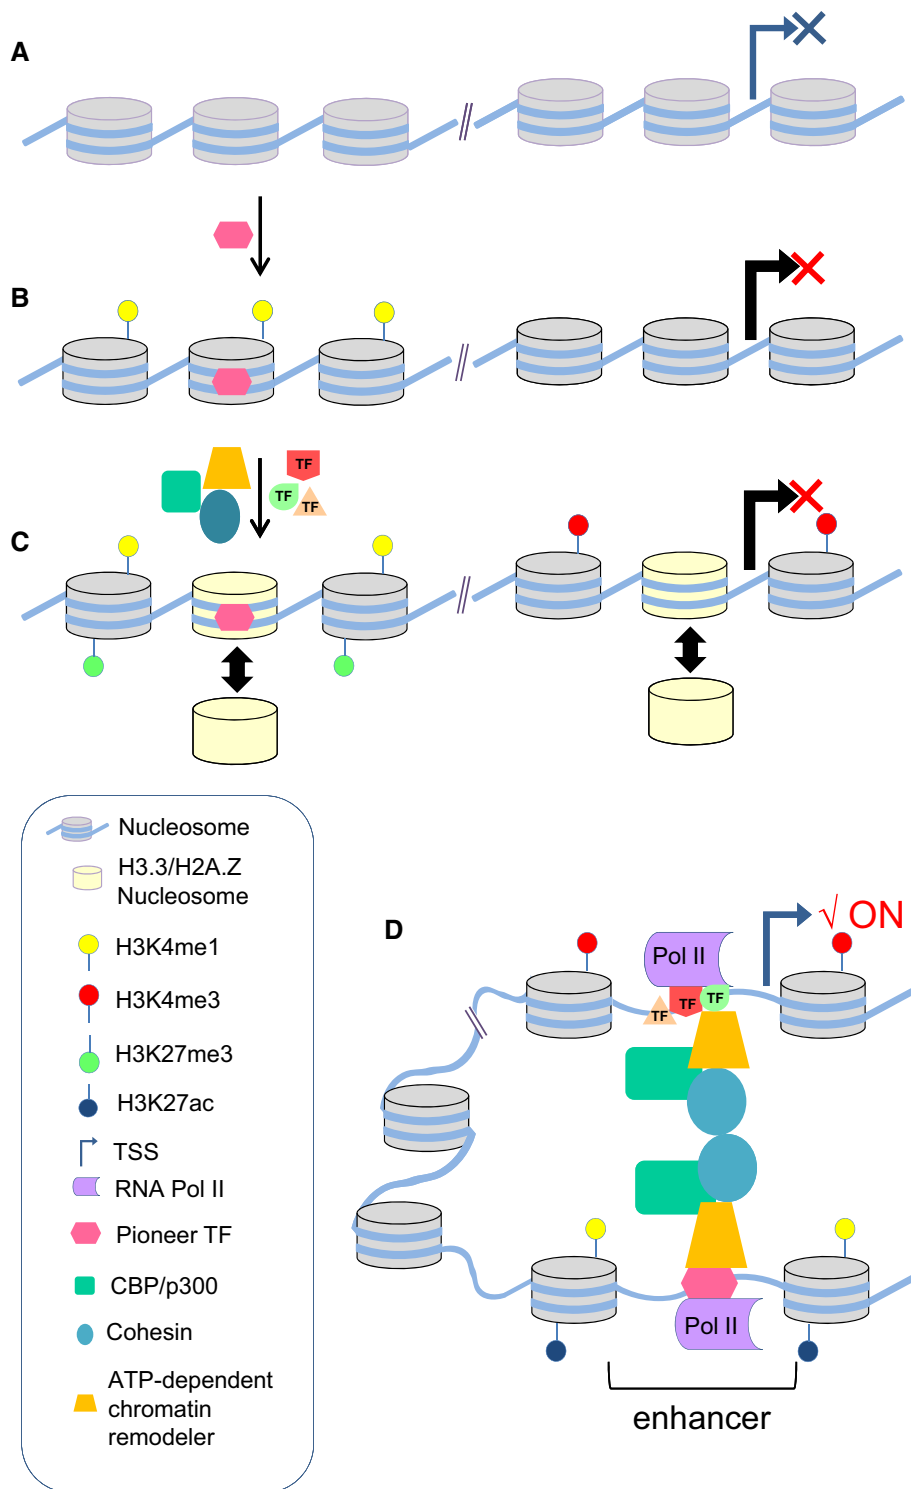 A
B
TF
TF
TF
C
Nucleosome
H3.3/H2A.Z
Nucleosome
H3K4me1
H3K4me3
H3K27me3
H3K27ac
TSS
RNA Pol II
Pioneer TF
CBP/p300
Cohesin
ATP-dependent
chromatin
remodeler
D
√ ON
Pol II
TF
TF
TF
Pol II
enhancer